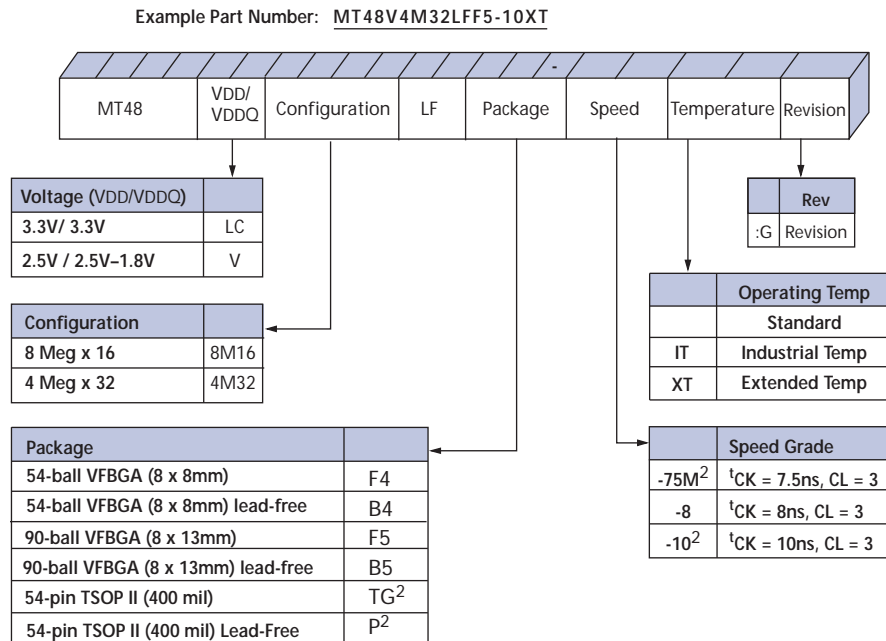 Example Part Number: MT48V4M32LFF5-10XT
-
MT48 VDD/ VDDQ Configuration LF Package Speed Temperature Revision
Voltage (VDD/VDDQ)
3.3V/ 3.3V LC
2.5V / 2.5V–1.8V V
Rev
:G Revision
Configuration
8 Meg x 16 8M16
4 Meg x 32 4M32
Operating Temp
Standard
IT Industrial Temp
XT Extended Temp
Package
54-ball VFBGA (8 x 8mm) F4
54-ball VFBGA (8 x 8mm) lead-free B4
90-ball VFBGA (8 x 13mm) F5
90-ball VFBGA (8 x 13mm) lead-free B5
54-pin TSOP II (400 mil) TG2
54-pin TSOP II (400 mil) Lead-Free P2
Speed Grade
-75M2 tCK = 7.5ns, CL = 3
-8 tCK = 8ns, CL = 3
-102 tCK = 10ns, CL = 3